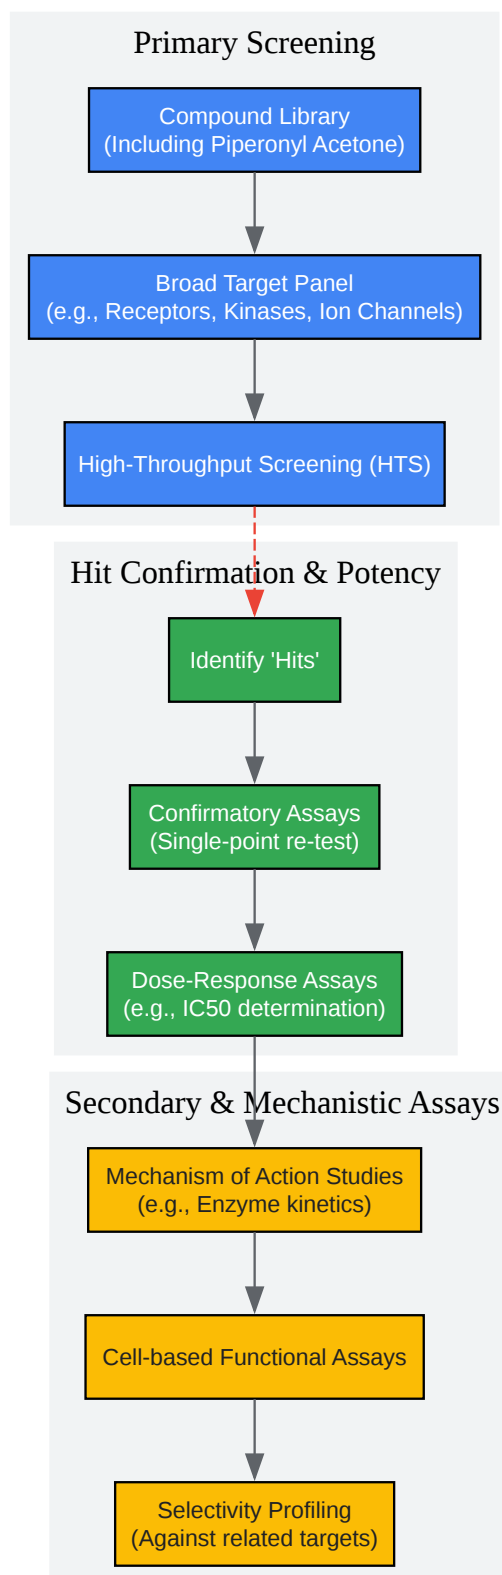 Primary Screening
Compound Library
(Including Piperonyl Acetone)
Broad Target Panel
(e.g., Receptors, Kinases, Ion Channels)
High-Throughput Screening (HTS)
Hit Confirmation & Potency
Identify 'Hits'
Confirmatory Assays
(Single-point re-test)
Dose-Response Assays
(e.g., IC50 determination)
Secondary & Mechanistic Assays
Mechanism of Action Studies
(e.g., Enzyme kinetics)
Cell-based Functional Assays
Selectivity Profiling
(Against related targets)